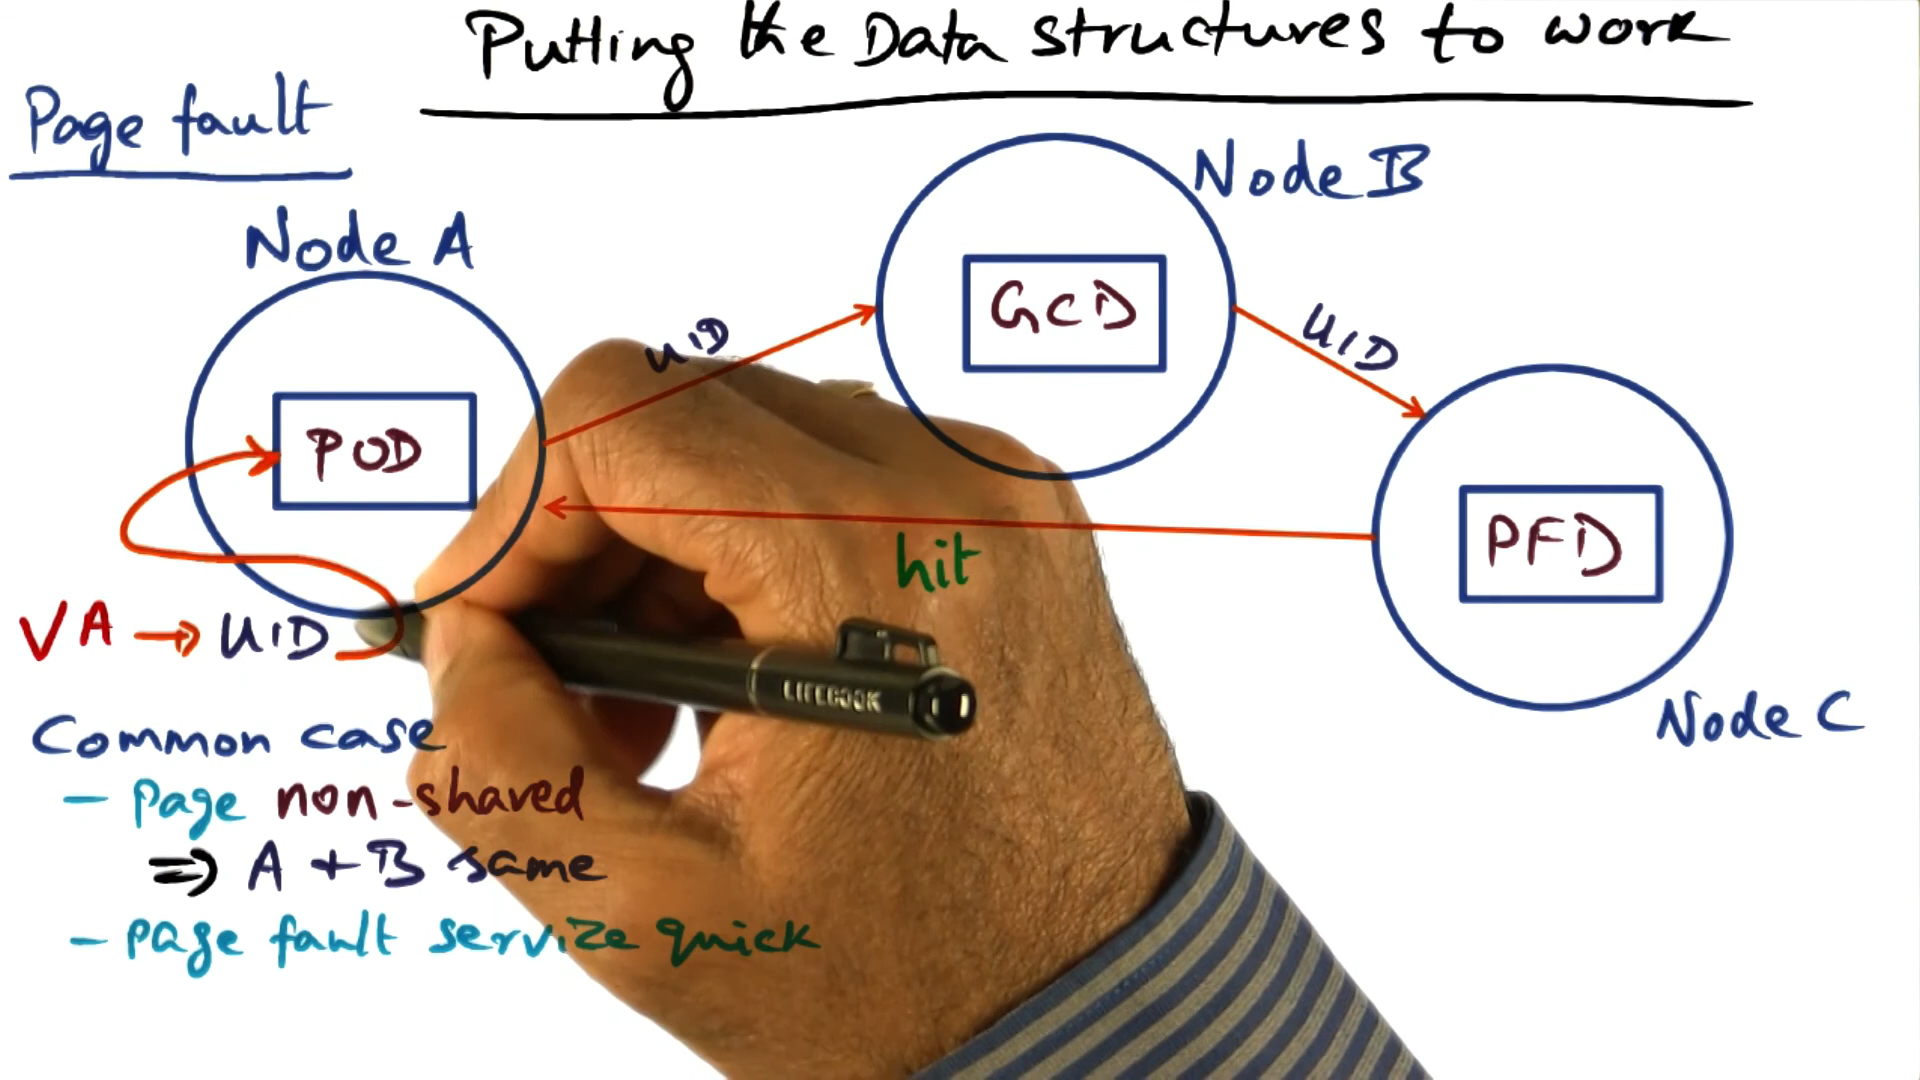 Putting the Data structures to work
Page fault
Node A
Node B
GCD
UID
UID
POD
PFD
hit
VA → UID
LIFEBOOK
Node C
Common case
- page non-shared
⇒ A + B same
- page fault service quick